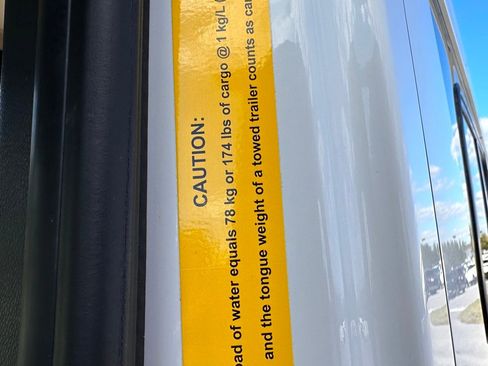 CAUTION:
oad of water equals 78 kg or 174 lbs of cargo @ 1 kg/L (
and the tongue weight of a towed trailer counts as ca